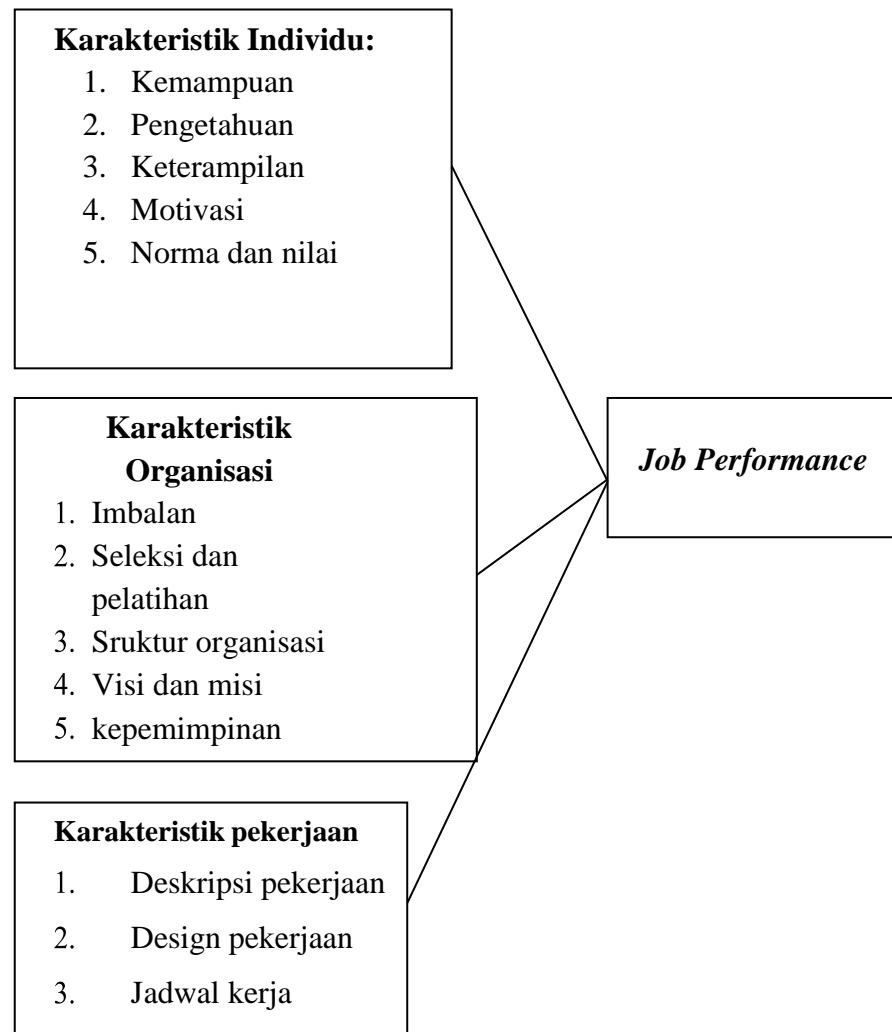 Karakteristik Individu:
1. Kemampuan
2. Pengetahuan
3. Keterampilan
4. Motivasi
5. Norma dan nilai
Karakteristik
Organisasi
1. Imbalan
2. Seleksi dan
pelatihan
3. Sruktur organisasi
4. Visi dan misi
5. kepemimpinan
Job Performance
Karakteristik pekerjaan
1. Deskripsi pekerjaan
2. Design pekerjaan
3. Jadwal kerja